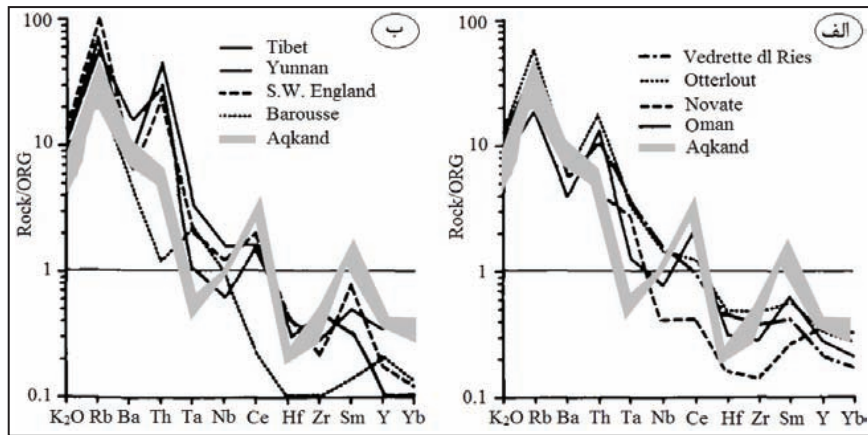 ب
100
10
1
0.1
Rock/ORG
Tibet
Yunnan
S.W. England
Barousse
Aqkand
K₂O Rb Ba Th Ta Nb Ce Hf Zr Sm Y Yb
الف
100
10
1
0.1
Rock/ORG
Vedrette dl Ries
Otterlout
Novate
Oman
Aqkand
K₂O Rb Ba Th Ta Nb Ce Hf Zr Sm Y Yb